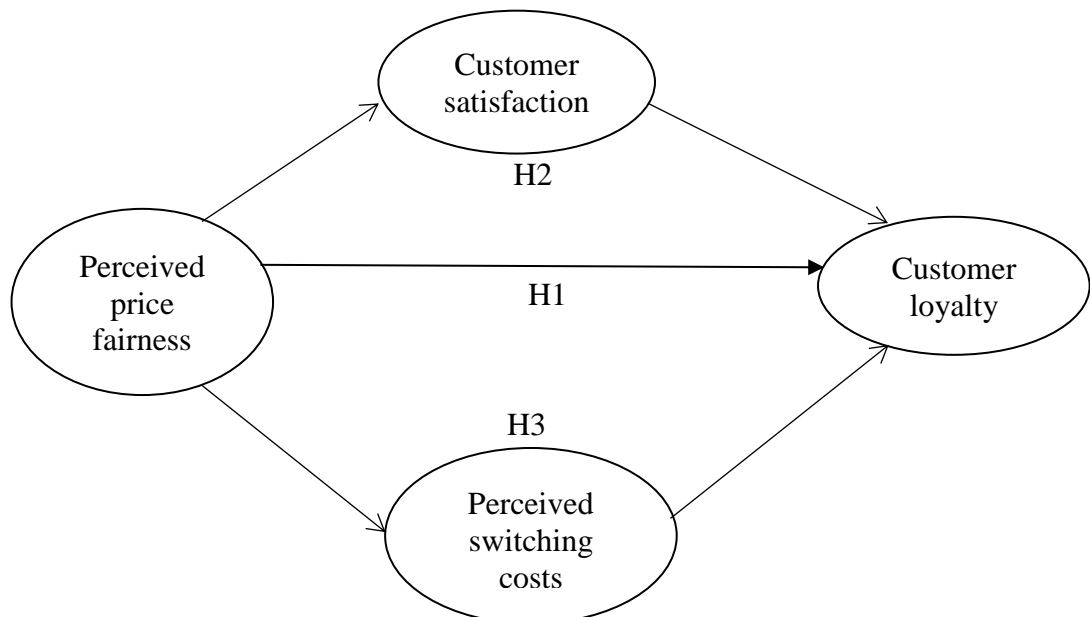 Customer
satisfaction
H2
Perceived
price
fairness
H1
Customer
loyalty
H3
Perceived
switching
costs